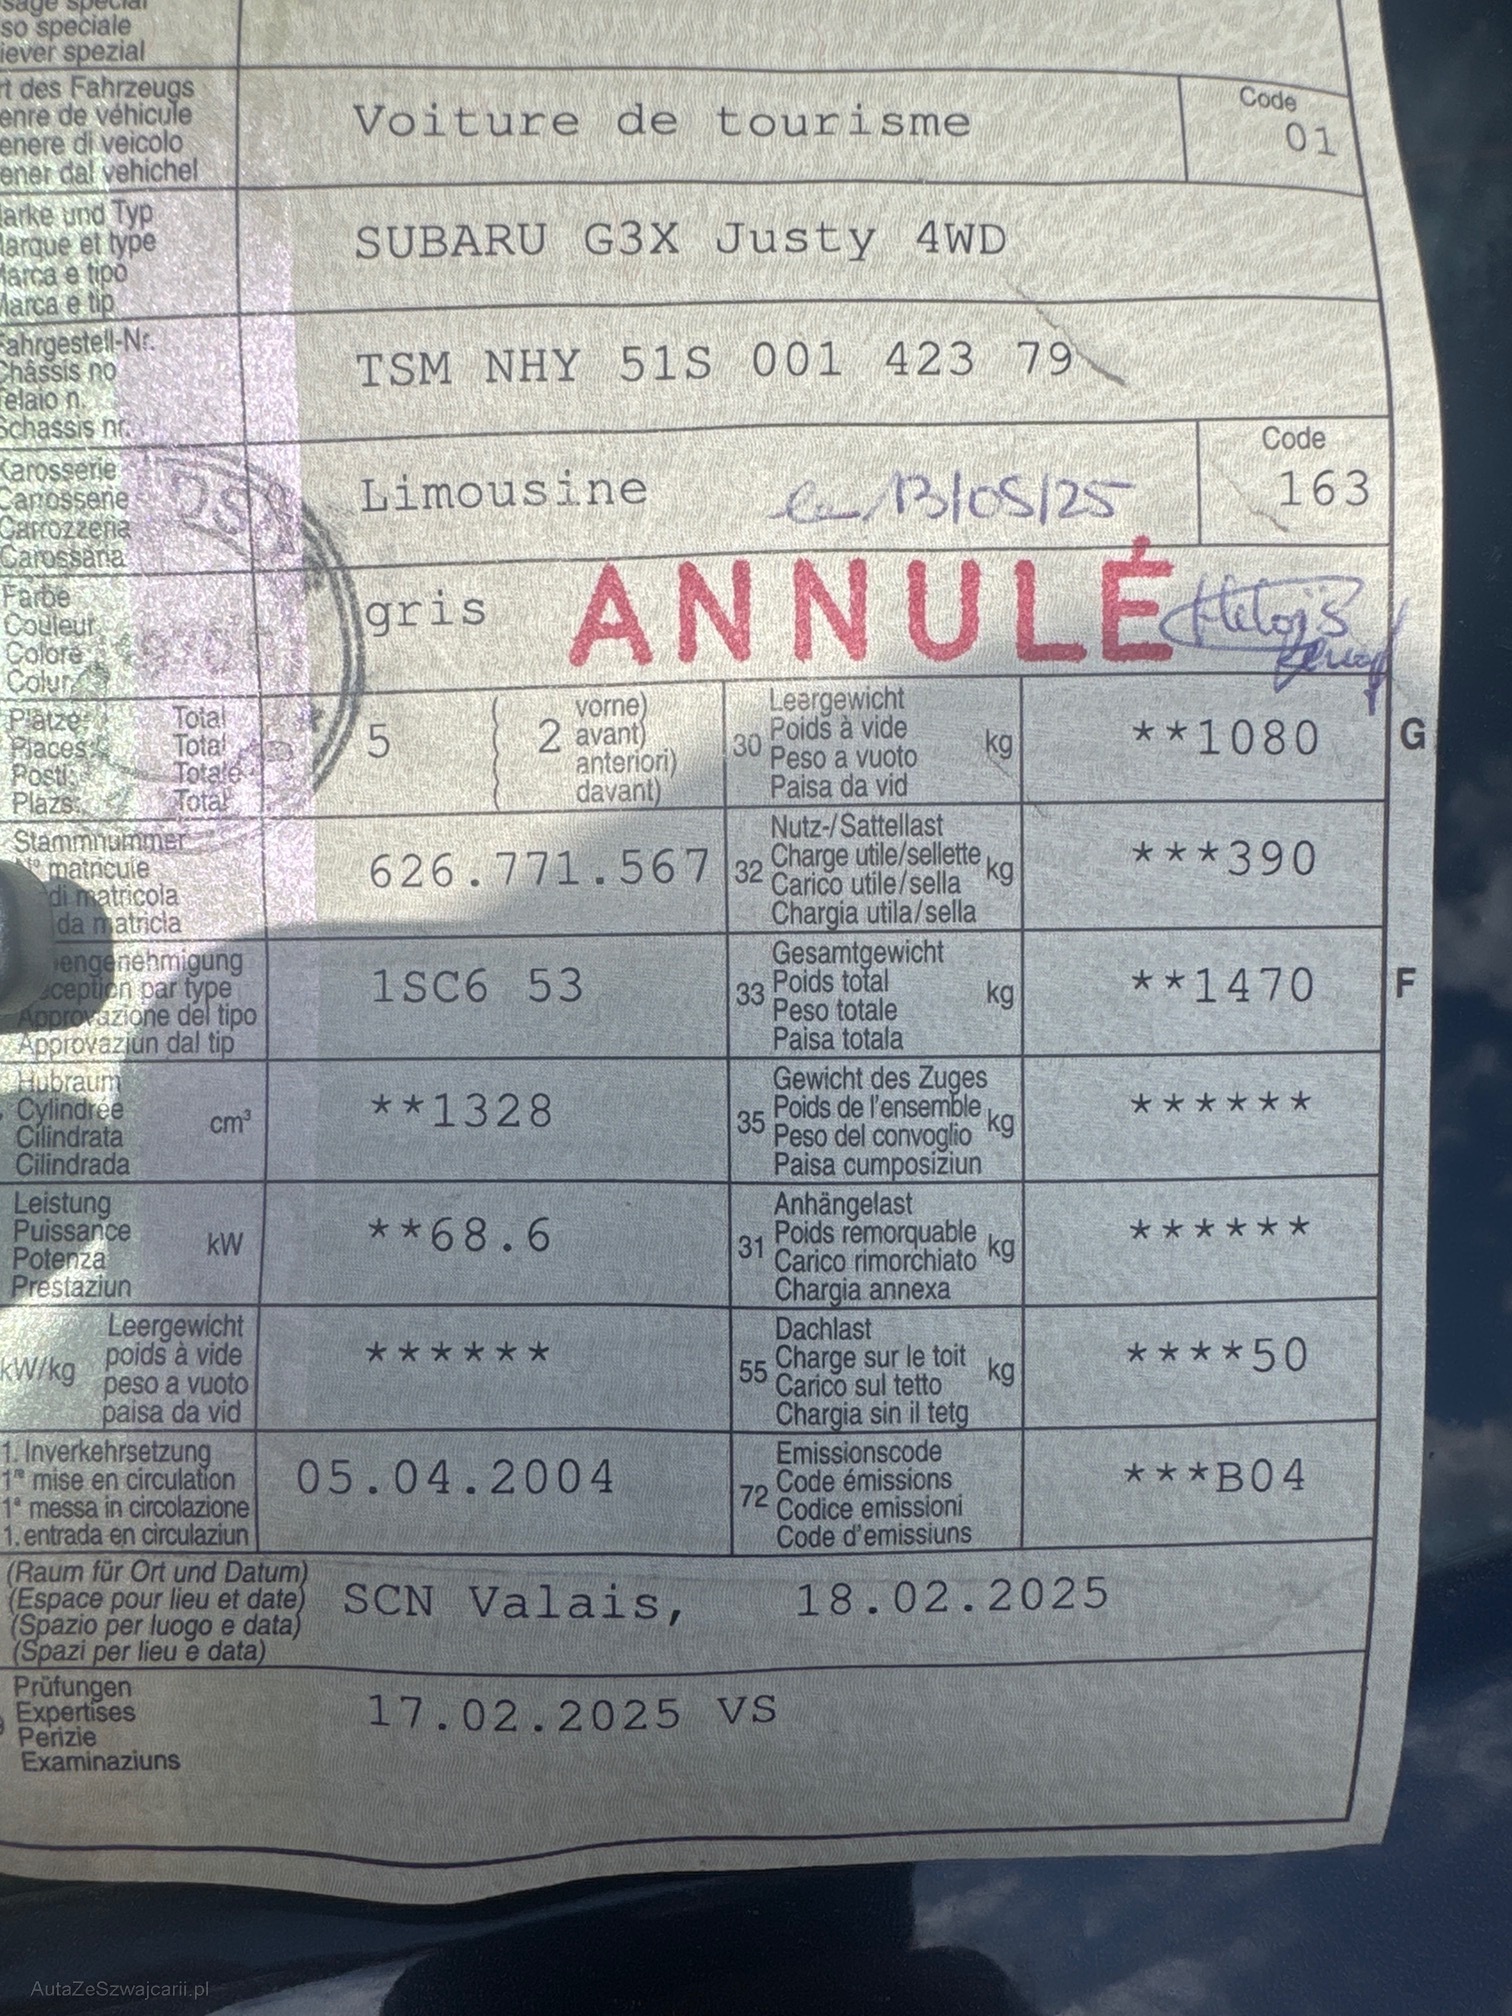 so speciale
iever spezial
rt des Fahrzeugs
enre de véhicule
enere di veicolo
ener dal vehichel
Voiture de tourisme
Code
01
arke und Typ
arque et type
arca e tipo
arca e tip
SUBARU G3X Justy 4WD
ahrgestell-Nr.
Châssis no
elaio n.
Schassis nr.
TSM NHY 51S 001 423 79
Karosserie
Carrosserie
Carrozzeria
Carossaria
Limousine
13/05/25
Code
163
Farbe
Couleur
Colore
Colur
gris
ANNULÉ
Plätze Total
Places Total
Posti Totale
Plazs Total
5 ( 2
vorne)
avant)
anteriori)
davant)
30
Leergewicht
Poids à vide
Peso a vuoto
Paisa da vid
kg
**1080
G
Stammnummer
N° matricule
di matricola
da matricla
626.771.567
32
Nutz-/Sattellast
Charge utile/sellette
Carico utile/sella
Chargia utila/sella
kg
***390
engenehmigung
ception par type
Approvazione del tipo
Approvaziun dal tip
1SC6 53
33
Gesamtgewicht
Poids total
Peso totale
Paisa totala
kg
**1470
F
Hubraum
Cylindrée
Cilindrata
Cilindrada
cm³
**1328
35
Gewicht des Zuges
Poids de l'ensemble
Peso del convoglio
Paisa cumposiziun
kg
******
Leistung
Puissance
Potenza
Prestaziun
kW
**68.6
31
Anhängelast
Poids remorquable
Carico rimorchiato
Chargia annexa
kg
******
kW/kg
Leergewicht
poids à vide
peso a vuoto
paisa da vid
******
55
Dachlast
Charge sur le toit
Carico sul tetto
Chargia sin il tetg
kg
****50
1. Inverkehrsetzung
1re mise en circulation
1a messa in circolazione
1. entrada en circulaziun
05.04.2004
72
Emissionscode
Code émissions
Codice emissioni
Code d'emissiuns
***B04
(Raum für Ort und Datum)
(Espace pour lieu et date)
(Spazio per luogo e data)
(Spazi per lieu e data)
SCN Valais, 18.02.2025
Prüfungen
Expertises
Perizie
Examinaziuns
17.02.2025 VS
AutaZeSzwajcarii.pl